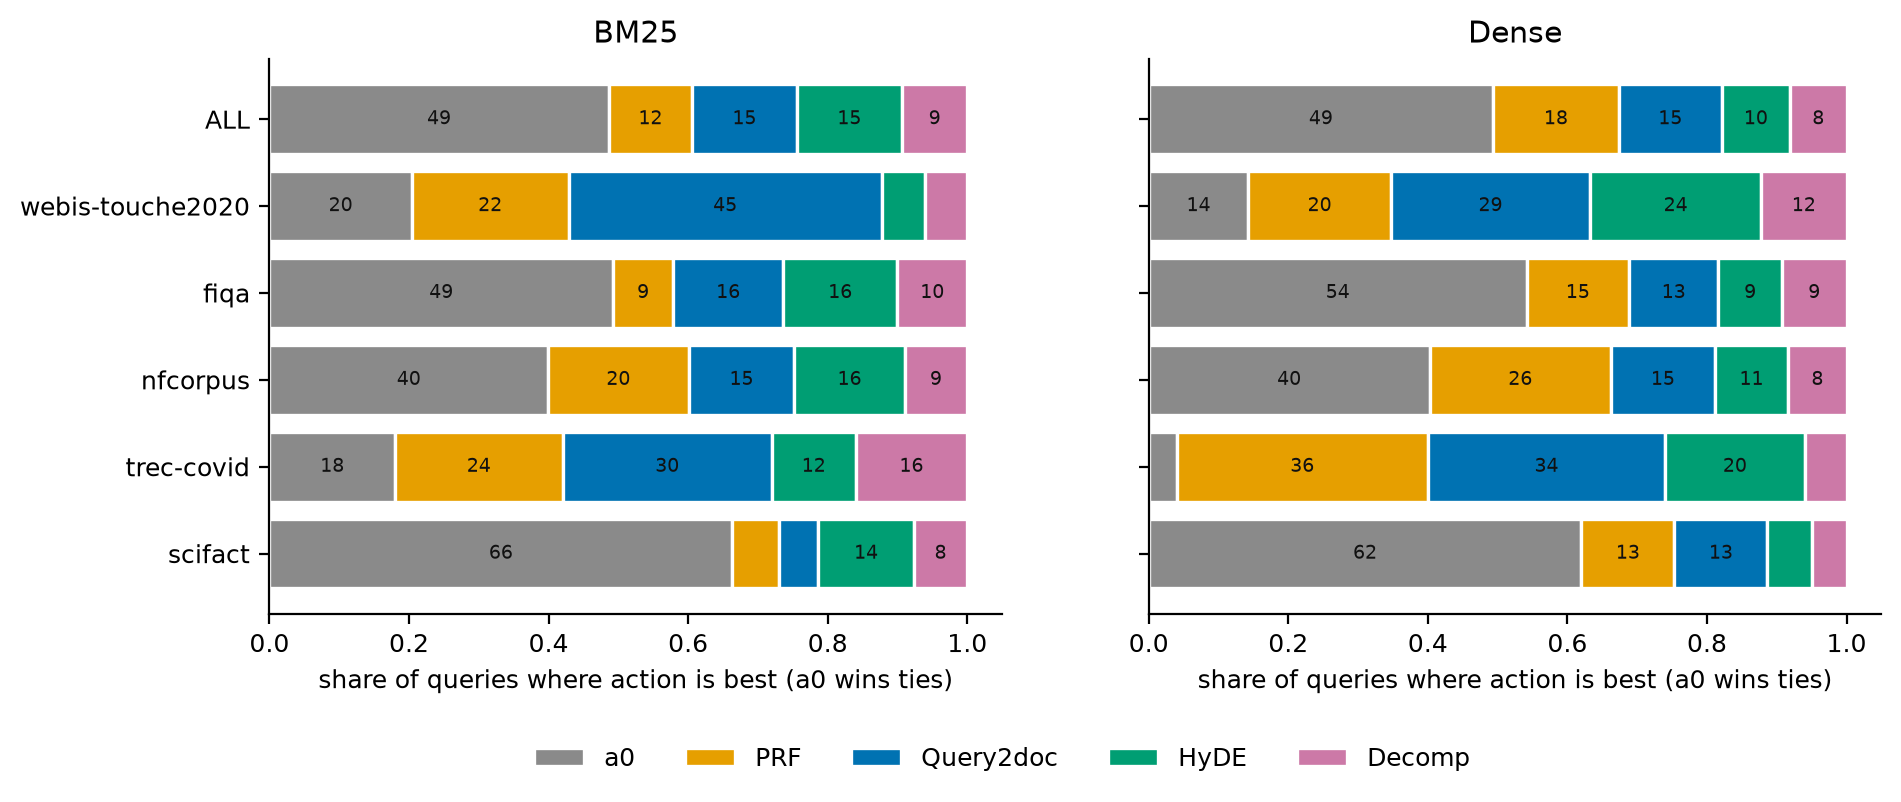 BM25
ALL 49 12 15 15 9
webis-touche2020 20 22 45
fiqa 49 9 16 16 10
nfcorpus 40 20 15 16 9
trec-covid 18 24 30 12 16
scifact 66 14 8
0.0 0.2 0.4 0.6 0.8 1.0
share of queries where action is best (a0 wins ties)
Dense
49 18 15 10 8
14 20 29 24 12
54 15 13 9 9
40 26 15 11 8
36 34 20
62 13 13
0.0 0.2 0.4 0.6 0.8 1.0
share of queries where action is best (a0 wins ties)
a0 PRF Query2doc HyDE Decomp